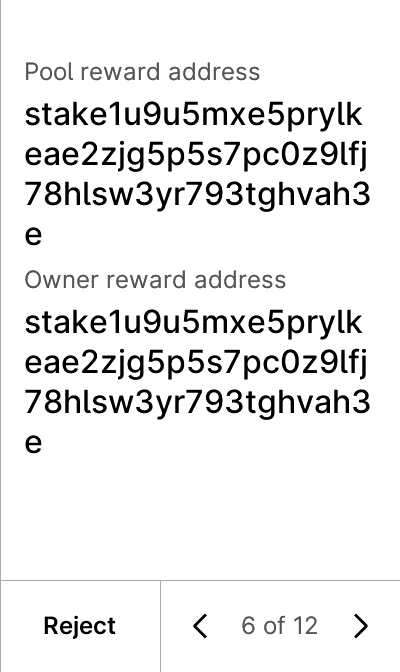 Pool reward address
stake1u9u5mxe5prylk
eae2zjg5p5s7pc0z9lfj
78hlsw3yr793tghvah3
e
Owner reward address
stake1u9u5mxe5prylk
eae2zjg5p5s7pc0z9lfj
78hlsw3yr793tghvah3
e
Reject
6 of 12